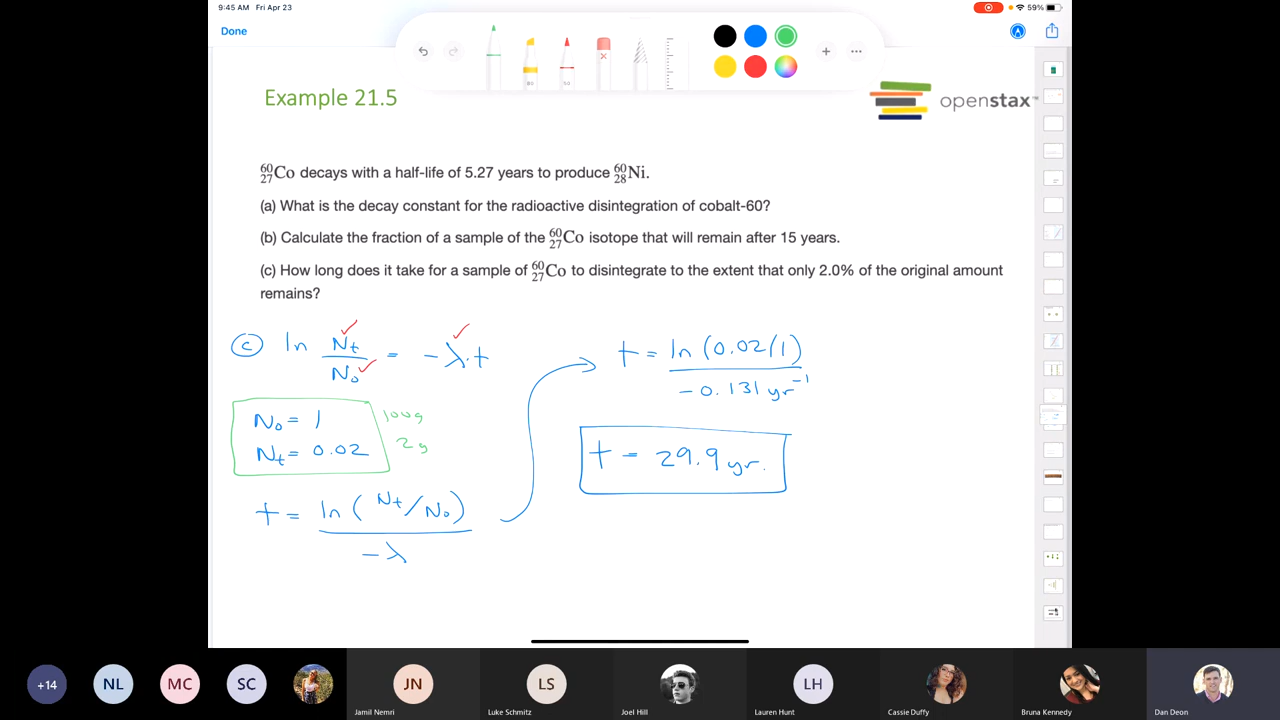 9:45 AM Fri Apr 23
59%
Done
Example 21.5
openstax™
⁶⁰₂₇Co decays with a half-life of 5.27 years to produce ⁶⁰₂₈Ni.
(a) What is the decay constant for the radioactive disintegration of cobalt-60?
(b) Calculate the fraction of a sample of the ⁶⁰₂₇Co isotope that will remain after 15 years.
(c) How long does it take for a sample of ⁶⁰₂₇Co to disintegrate to the extent that only 2.0% of the original amount
remains?
(c) ln Nt/No = -λ·t
No = 1 100g
Nt = 0.02 2g
t = ln(Nt/No)/-λ
t = ln(0.02/1)/-0.131 yr⁻¹
t = 29.9 yr.
+14
NL
MC
SC
JN
Jamil Nemri
LS
Luke Schmitz
Joel Hill
LH
Lauren Hunt
Cassie Duffy
Bruna Kennedy
Dan Deon